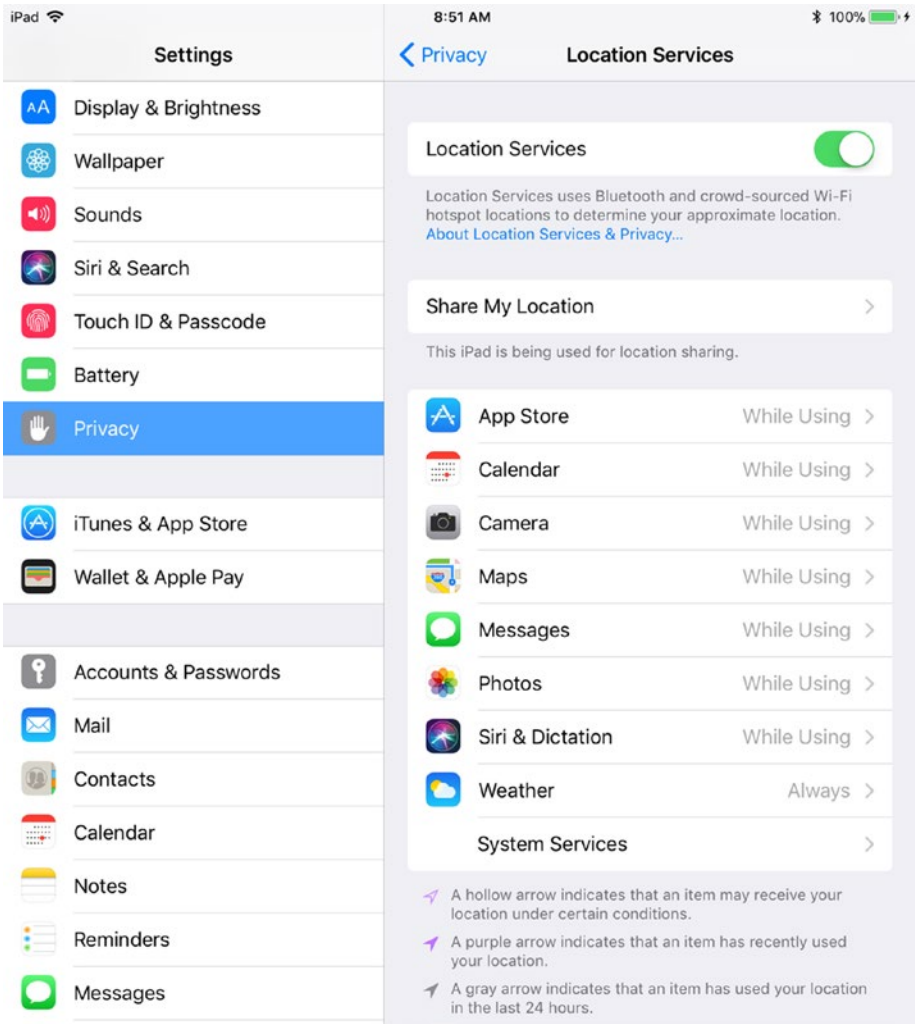 iPad
8:51 AM
100%
Settings
Privacy
Location Services
AA
Display & Brightness
Wallpaper
Sounds
Siri & Search
Touch ID & Passcode
Battery
Privacy
iTunes & App Store
Wallet & Apple Pay
Accounts & Passwords
Mail
Contacts
Calendar
Notes
Reminders
Messages
Location Services
Location Services uses Bluetooth and crowd-sourced Wi-Fi
hotspot locations to determine your approximate location.
About Location Services & Privacy...
Share My Location
This iPad is being used for location sharing.
App Store While Using
Calendar While Using
Camera While Using
Maps While Using
Messages While Using
Photos While Using
Siri & Dictation While Using
Weather Always
System Services
A hollow arrow indicates that an item may receive your
location under certain conditions.
A purple arrow indicates that an item has recently used
your location.
A gray arrow indicates that an item has used your location
in the last 24 hours.